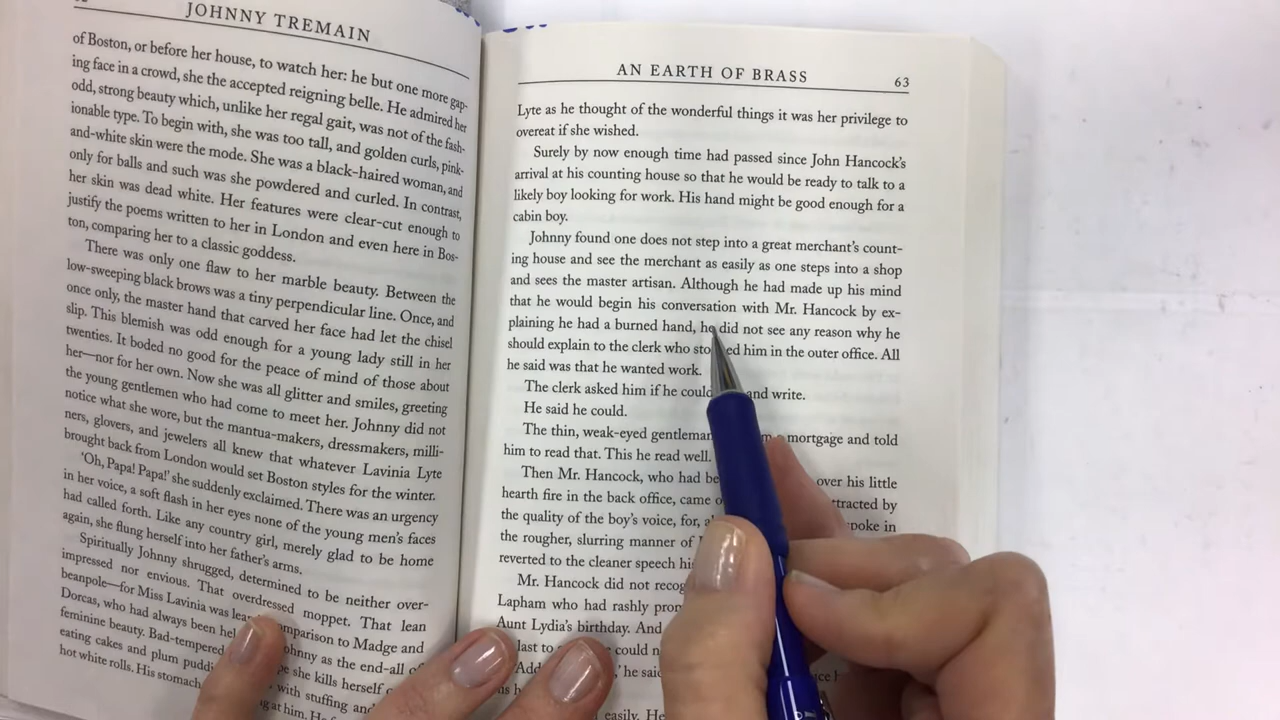 JOHNNY TREMAIN
of Boston, or before her house, to watch her: he but one more gap-
ing face in a crowd, she the accepted reigning belle. He admired her
odd, strong beauty which, unlike her regal gait, was not of the fash-
ionable type. To begin with, she was too tall, and golden curls, pink-
and-white skin were the mode. She was a black-haired woman, and
only for balls and such was she powdered and curled. In contrast,
her skin was dead white. Her features were clear-cut enough to
justify the poems written to her in London and even here in Bos-
ton, comparing her to a classic goddess.
There was only one flaw to her marble beauty. Between the
low-sweeping black brows was a tiny perpendicular line. Once, and
once only, the master hand that carved her face had let the chisel
slip. This blemish was odd enough for a young lady still in her
twenties. It boded no good for the peace of mind of those about
her—nor for her own. Now she was all glitter and smiles, greeting
the young gentlemen who had come to meet her. Johnny did not
notice what she wore, but the mantua-makers, dressmakers, milli-
ners, glovers, and jewelers all knew that whatever Lavinia Lyte
brought back from London would set Boston styles for the winter.
'Oh, Papa! Papa!' she suddenly exclaimed. There was an urgency
in her voice, a soft flash in her eyes none of the young men's faces
had called forth. Like any country girl, merely glad to be home
again, she flung herself into her father's arms.
Spiritually Johnny shrugged, determined to be neither over-
impressed nor envious. That overdressed moppet. That lean
beanpole—for Miss Lavinia was lean comparison to Madge and
Dorcas, who had always been hel Johnny as the end-all of
feminine beauty. Bad-tempered she kills herself
eating cakes and plum puddi with stuffing and
hot white rolls. His stomach at him. He
AN EARTH OF BRASS 63
Lyte as he thought of the wonderful things it was her privilege to
overeat if she wished.
Surely by now enough time had passed since John Hancock's
arrival at his counting house so that he would be ready to talk to a
likely boy looking for work. His hand might be good enough for a
cabin boy.
Johnny found one does not step into a great merchant's count-
ing house and see the merchant as easily as one steps into a shop
and sees the master artisan. Although he had made up his mind
that he would begin his conversation with Mr. Hancock by ex-
plaining he had a burned hand, he did not see any reason why he
should explain to the clerk who stopped him in the outer office. All
he said was that he wanted work.
The clerk asked him if he could and write.
He said he could.
The thin, weak-eyed gentleman mortgage and told
him to read that. This he read well.
Then Mr. Hancock, who had be over his little
hearth fire in the back office, came attracted by
the quality of the boy's voice, for, spoke in
the rougher, slurring manner of
reverted to the cleaner speech his
Mr. Hancock did not recog
Lapham who had rashly prom
Aunt Lydia's birthday. And
last to could n
'Add ,' he said
as h
easily. He